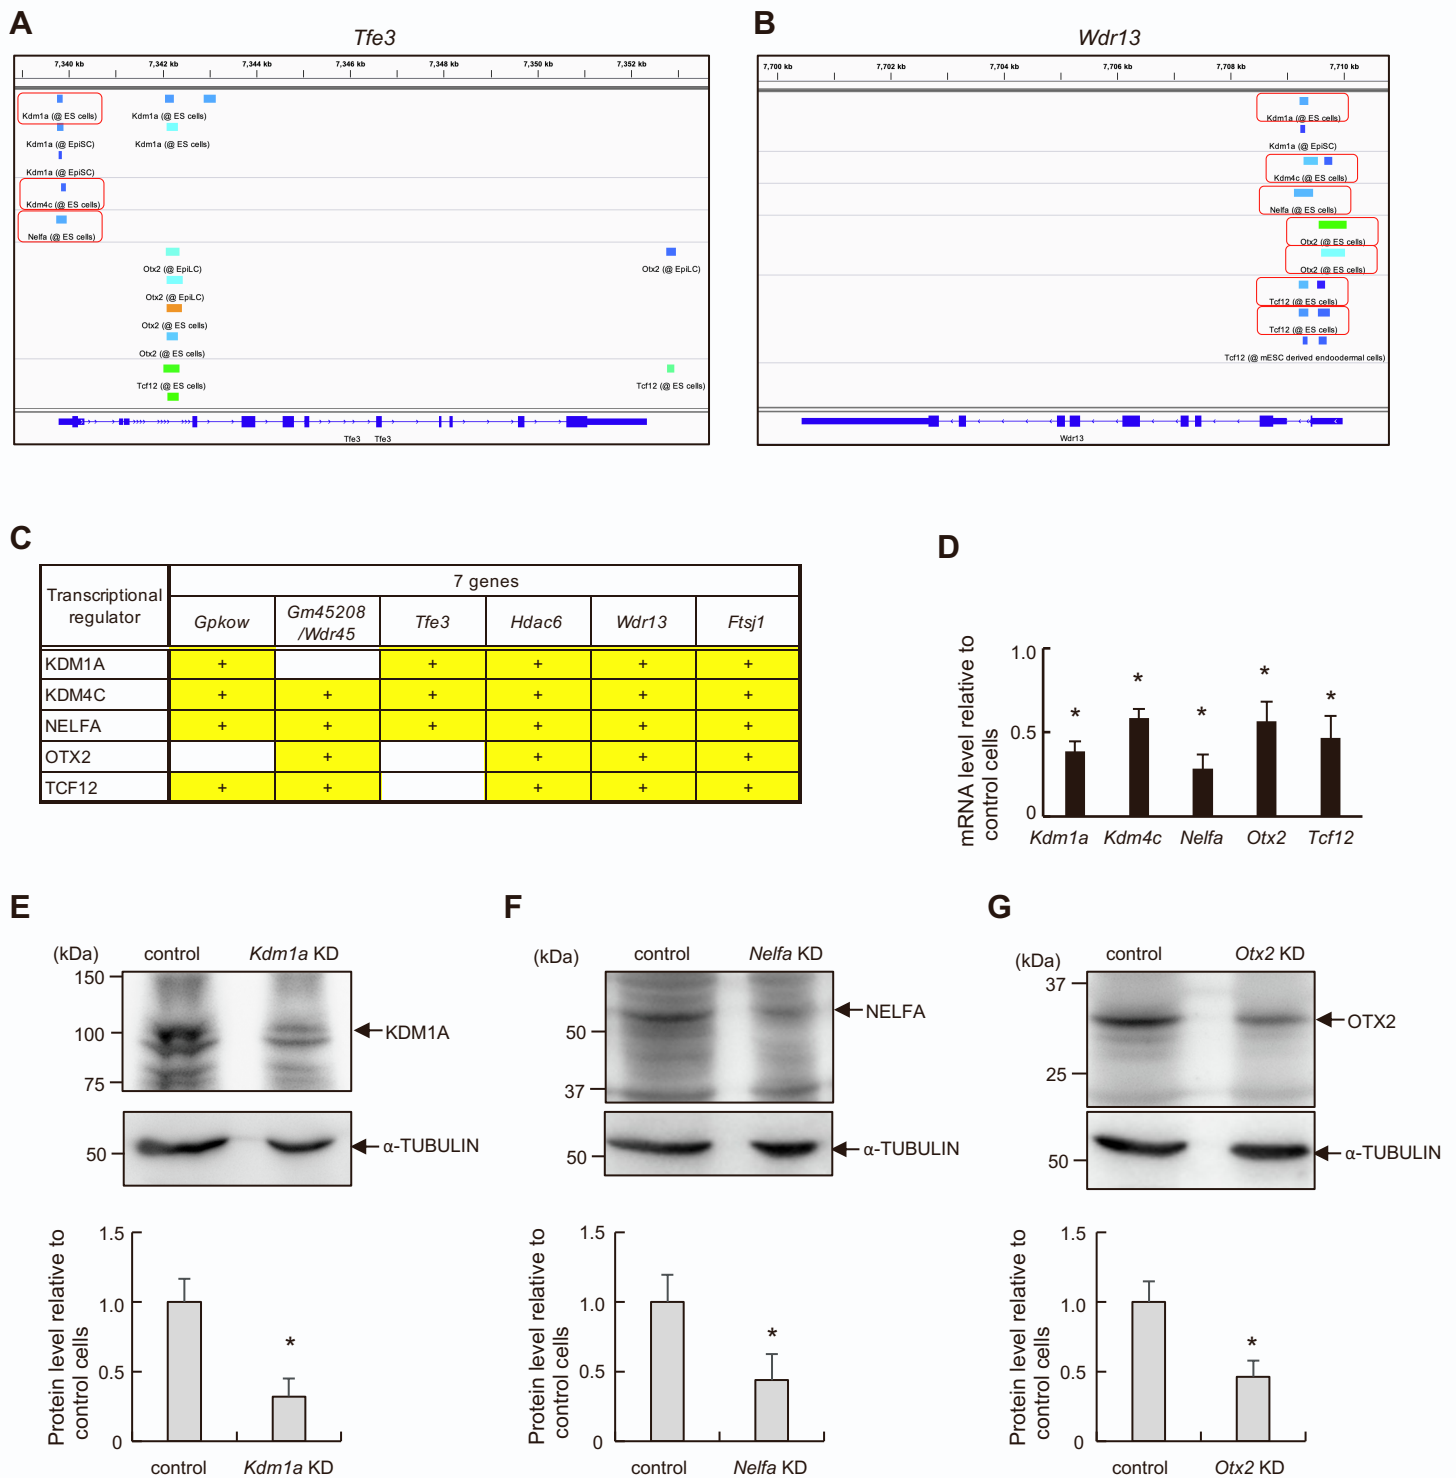 A
Tfe3
7,340 kb 7,342 kb 7,344 kb 7,346 kb 7,348 kb 7,350 kb 7,352 kb
Kdm1a (@ ES cells) Kdm1a (@ ES cells)
Kdm1a (@ EpiSC) Kdm1a (@ ES cells)
Kdm1a (@ EpiSC)
Kdm4c (@ ES cells)
Nelfa (@ ES cells)
Otx2 (@ EpiLC) Otx2 (@ EpiLC)
Otx2 (@ EpiLC)
Otx2 (@ ES cells)
Otx2 (@ ES cells)
Tcf12 (@ ES cells) Tcf12 (@ ES cells)
Tfe3 Tfe3
B
Wdr13
7,700 kb 7,702 kb 7,704 kb 7,706 kb 7,708 kb 7,710 kb
Kdm1a (@ ES cells)
Kdm1a (@ EpiSC)
Kdm4c (@ ES cells)
Nelfa (@ ES cells)
Otx2 (@ ES cells)
Otx2 (@ ES cells)
Tcf12 (@ ES cells)
Tcf12 (@ ES cells)
Tcf12 (@ mESC derived endoodermal cells)
Wdr13
C
Transcriptional
regulator
7 genes
Gpkow Gm45208 /Wdr45 Tfe3 Hdac6 Wdr13 Ftsj1
KDM1A + + + + +
KDM4C + + + + + +
NELFA + + + + + +
OTX2 + + + +
TCF12 + + + + +
D
mRNA level relative to
control cells
1.0
0.5
0
* * * * *
Kdm1a Kdm4c Nelfa Otx2 Tcf12
E
(kDa) control Kdm1a KD
150
100
75
KDM1A
50
α-TUBULIN
Protein level relative to
control cells
1.5
1.0
0.5
0
*
control Kdm1a KD
F
(kDa) control Nelfa KD
50
37
NELFA
50
α-TUBULIN
Protein level relative to
control cells
1.5
1.0
0.5
0
*
control Nelfa KD
G
(kDa) control Otx2 KD
37
25
OTX2
50
α-TUBULIN
Protein level relative to
control cells
1.5
1.0
0.5
0
*
control Otx2 KD